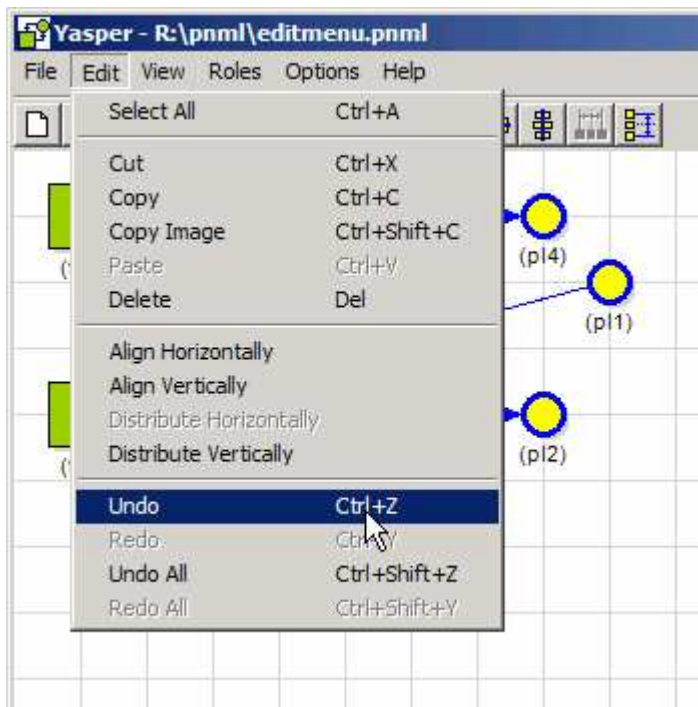 Yasper - R:\pnml\editmenu.pnml
File Edit View Roles Options Help
Select All Ctrl+A
Cut Ctrl+X
Copy Ctrl+C
Copy Image Ctrl+Shift+C
Paste Ctrl+V
Delete Del
Align Horizontally
Align Vertically
Distribute Horizontally
Distribute Vertically
Undo Ctrl+Z
Redo Ctrl+Y
Undo All Ctrl+Shift+Z
Redo All Ctrl+Shift+Y
(pl4)
(pl1)
(pl2)